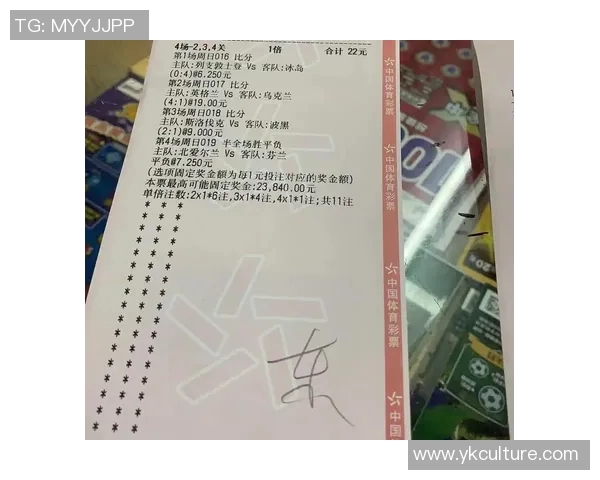 TG: MYYJJPP
4场-2,3,4关 1倍 合计 22元
第1场周日016 比分
主队:列支敦士登 Vs 客队:冰岛
(0:4)@6.250元
第2场周日017 比分
主队:英格兰 Vs 客队:乌克兰
(4:1)@19.00元
第3场周日018 比分
主队:斯洛伐克 Vs 客队:波黑
(2:1)@9.000元
第4场周日019 半全场胜平负
主队:北爱尔兰 Vs 客队:芬兰
平负@7.250元
(选项固定奖金额为每1元投注对应的奖金额)
本票最高可能固定奖金:23,840.00元
单倍注数:2x1*6注,3x1*4注,4x1*1注;共11注
东
中国体育彩票
中国体育彩票
中国体育彩票
中国体育
www.ykculture.com